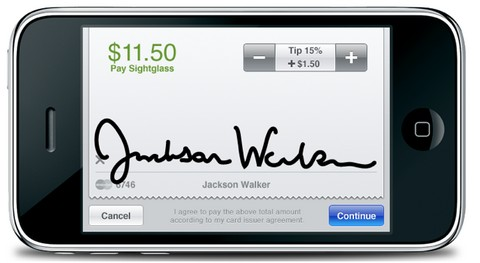 $11.50
Pay Sightglass
− Tip 15% +
+ $1.50
Jackson Walker
x
6746
Jackson Walker
Cancel
I agree to pay the above total amount
according to my card issuer agreement.
Continue